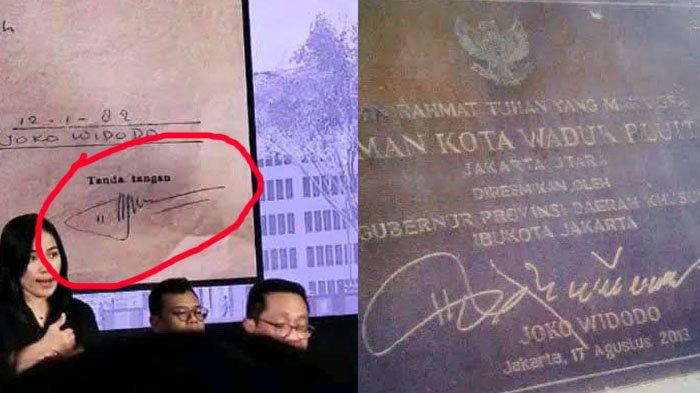 12-1-82
JOKO WIDODO
Tanda tangan
RAHMAT TUHAN YANG MAHA ESA
MAN KOTA WADUK PLUIT
JAKARTA UTARA
DIRESMIKAN OLEH
GUBERNUR PROVINSI DAERAH KHUSUS
IBUKOTA JAKARTA
JOKO WIDODO
Jakarta, 17 Agustus 2013